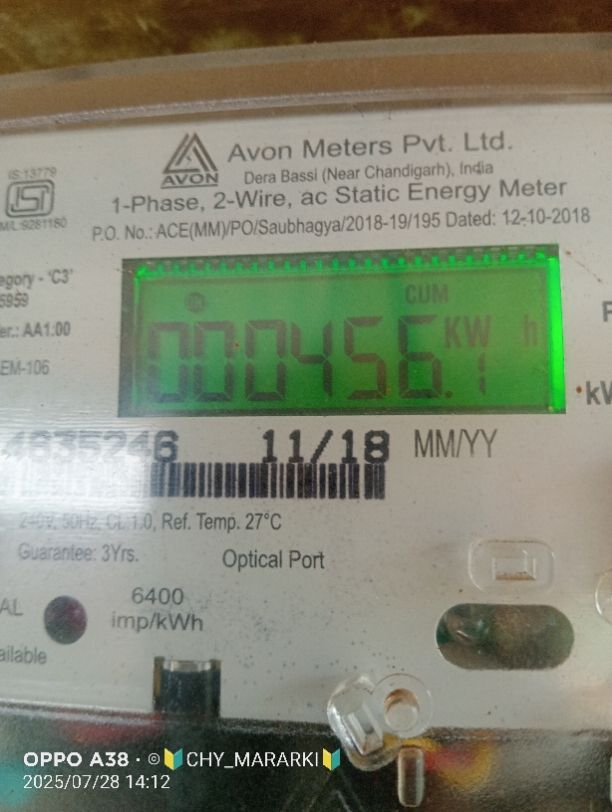 Avon Meters Pvt. Ltd.
AVON
Dera Bassi (Near Chandigarh), India
IS:13779
1-Phase, 2-Wire, ac Static Energy Meter
P.O. No.: ACE(MM)/PO/Saubhagya/2018-19/195 Dated: 12-10-2018
egory - 'C3'
5959
er.: AA1.00
EM-106
CUM
000456.1 KW h
kW
4635246 11/18 MM/YY
240V, 50Hz, CL.1.0, Ref. Temp. 27°C
Guarantee: 3Yrs.
Optical Port
6400
imp/kWh
AL
ailable
OPPO A38 · © 🔰CHY_MARARKI🔰
2025/07/28 14:12